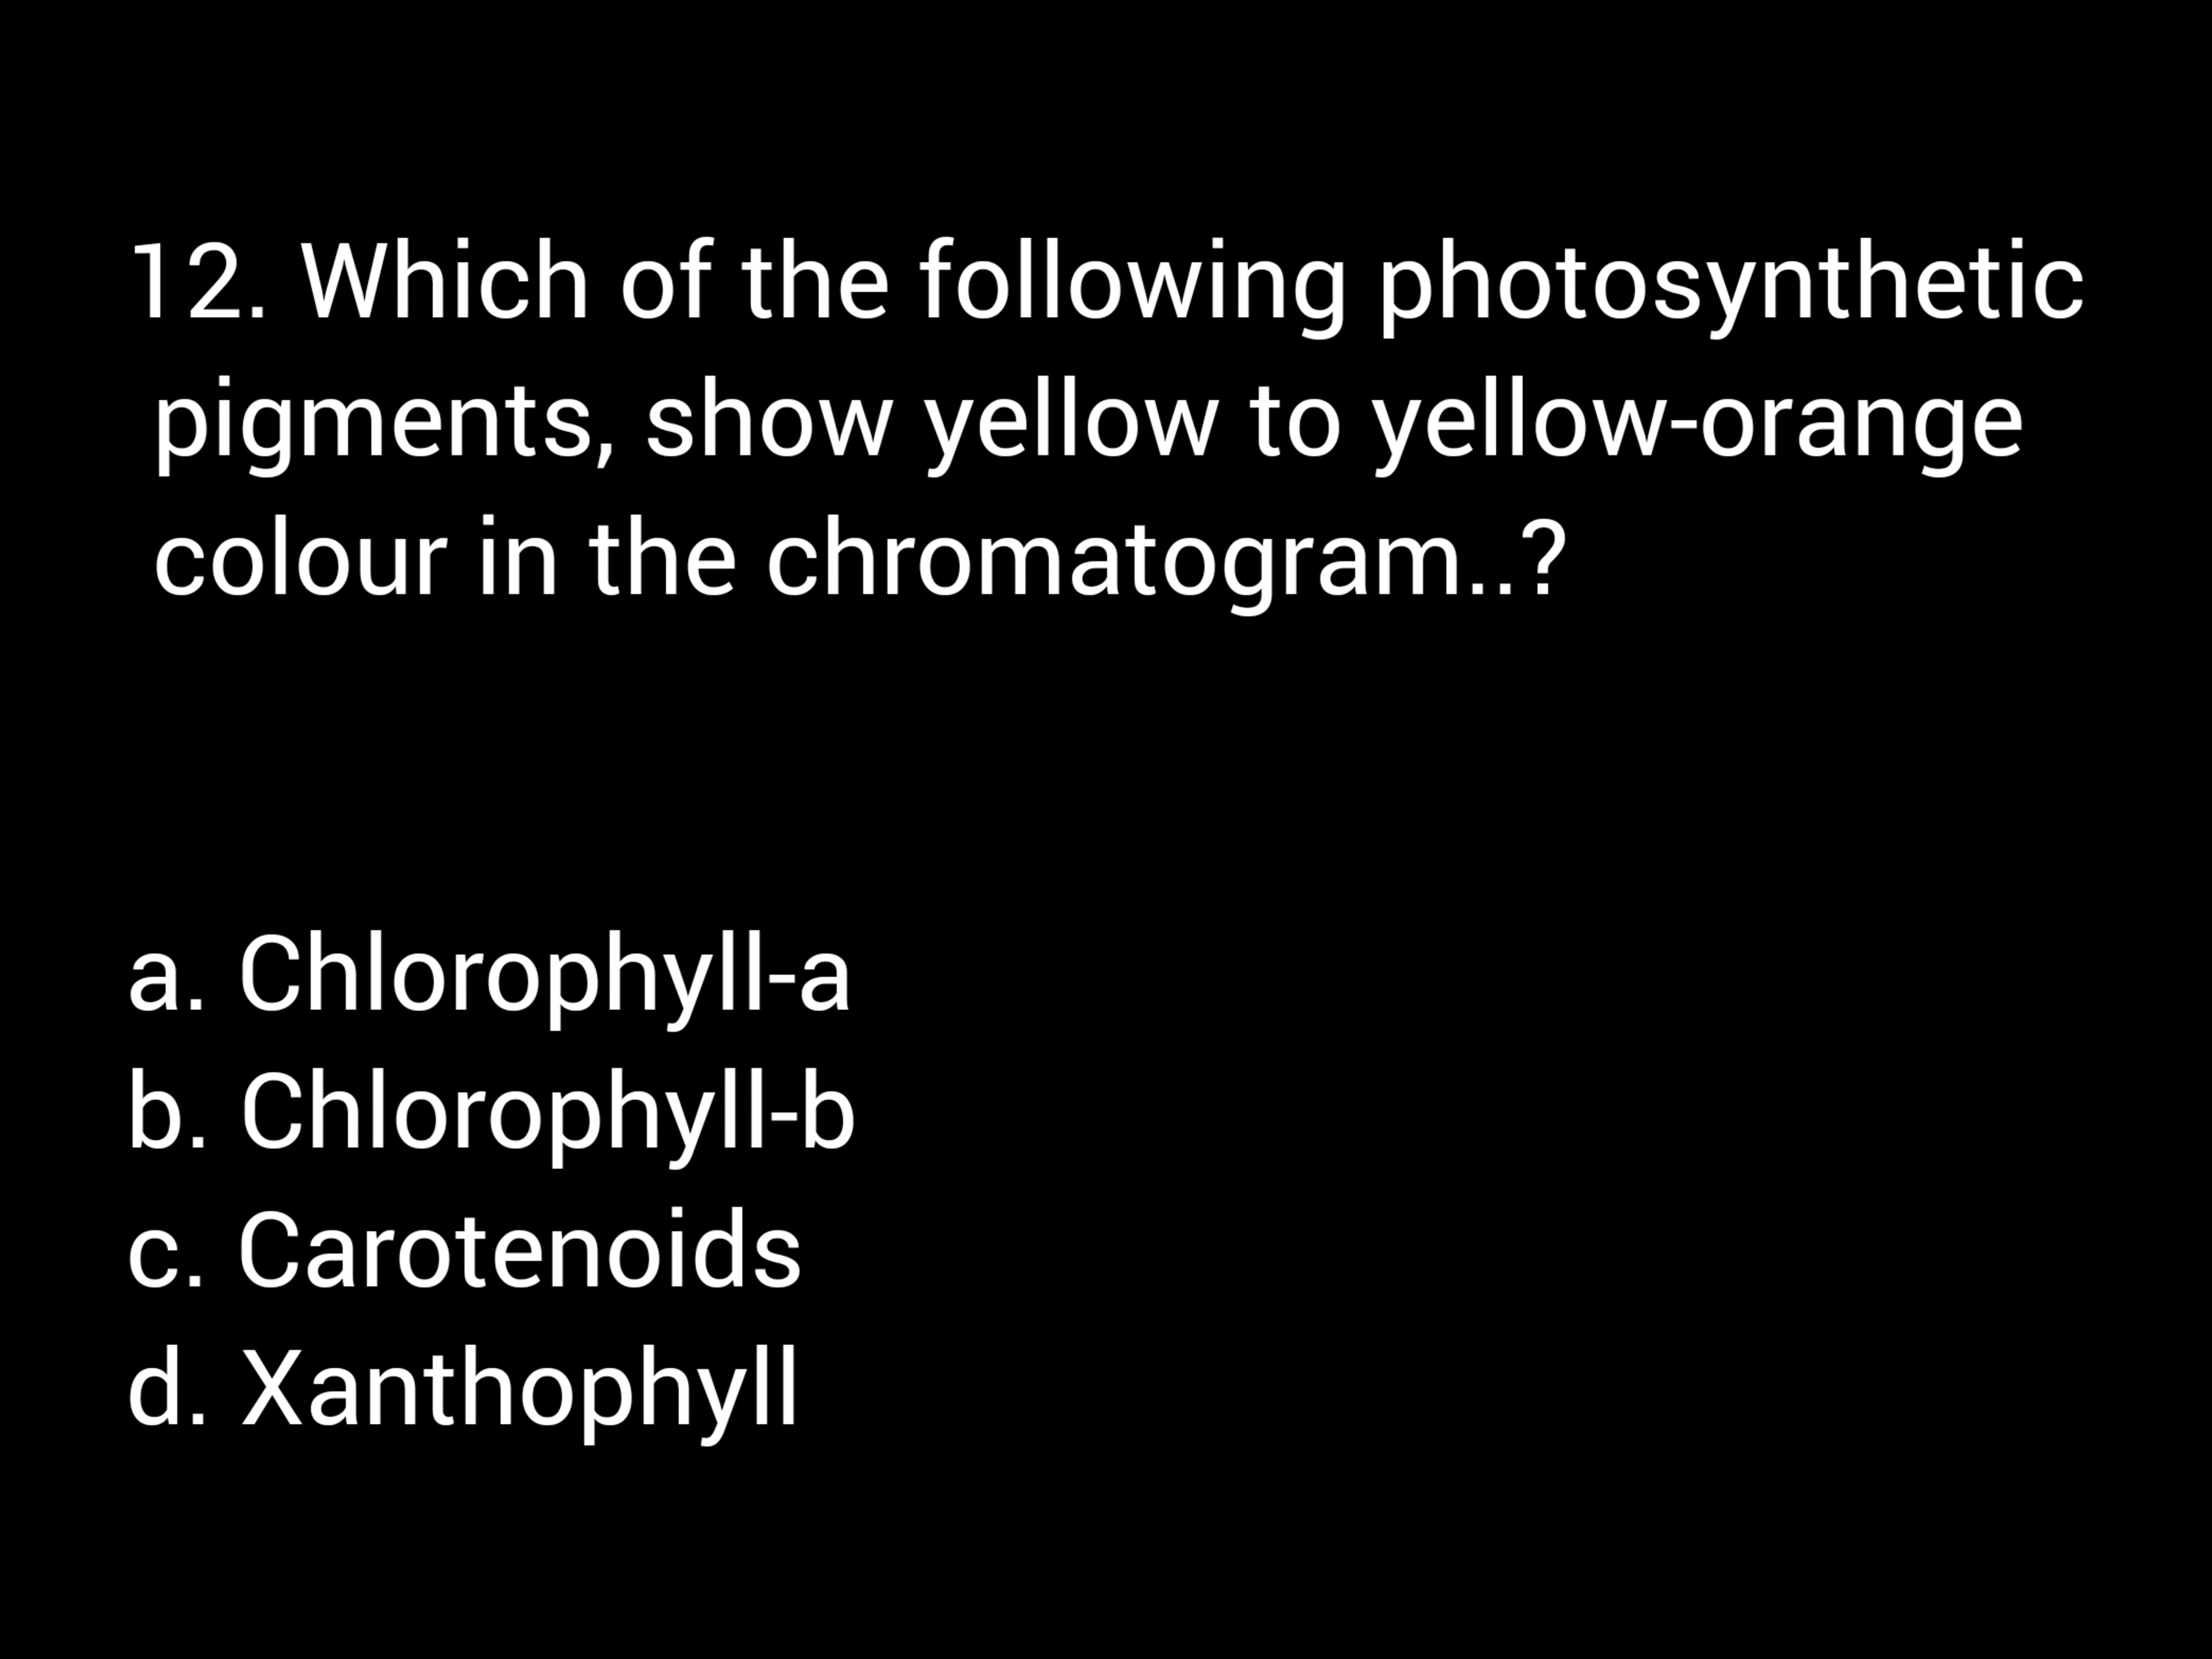 12. Which of the following photosynthetic
pigments, show yellow to yellow-orange
colour in the chromatogram..?
a. Chlorophyll-a
b. Chlorophyll-b
c. Carotenoids
d. Xanthophyll